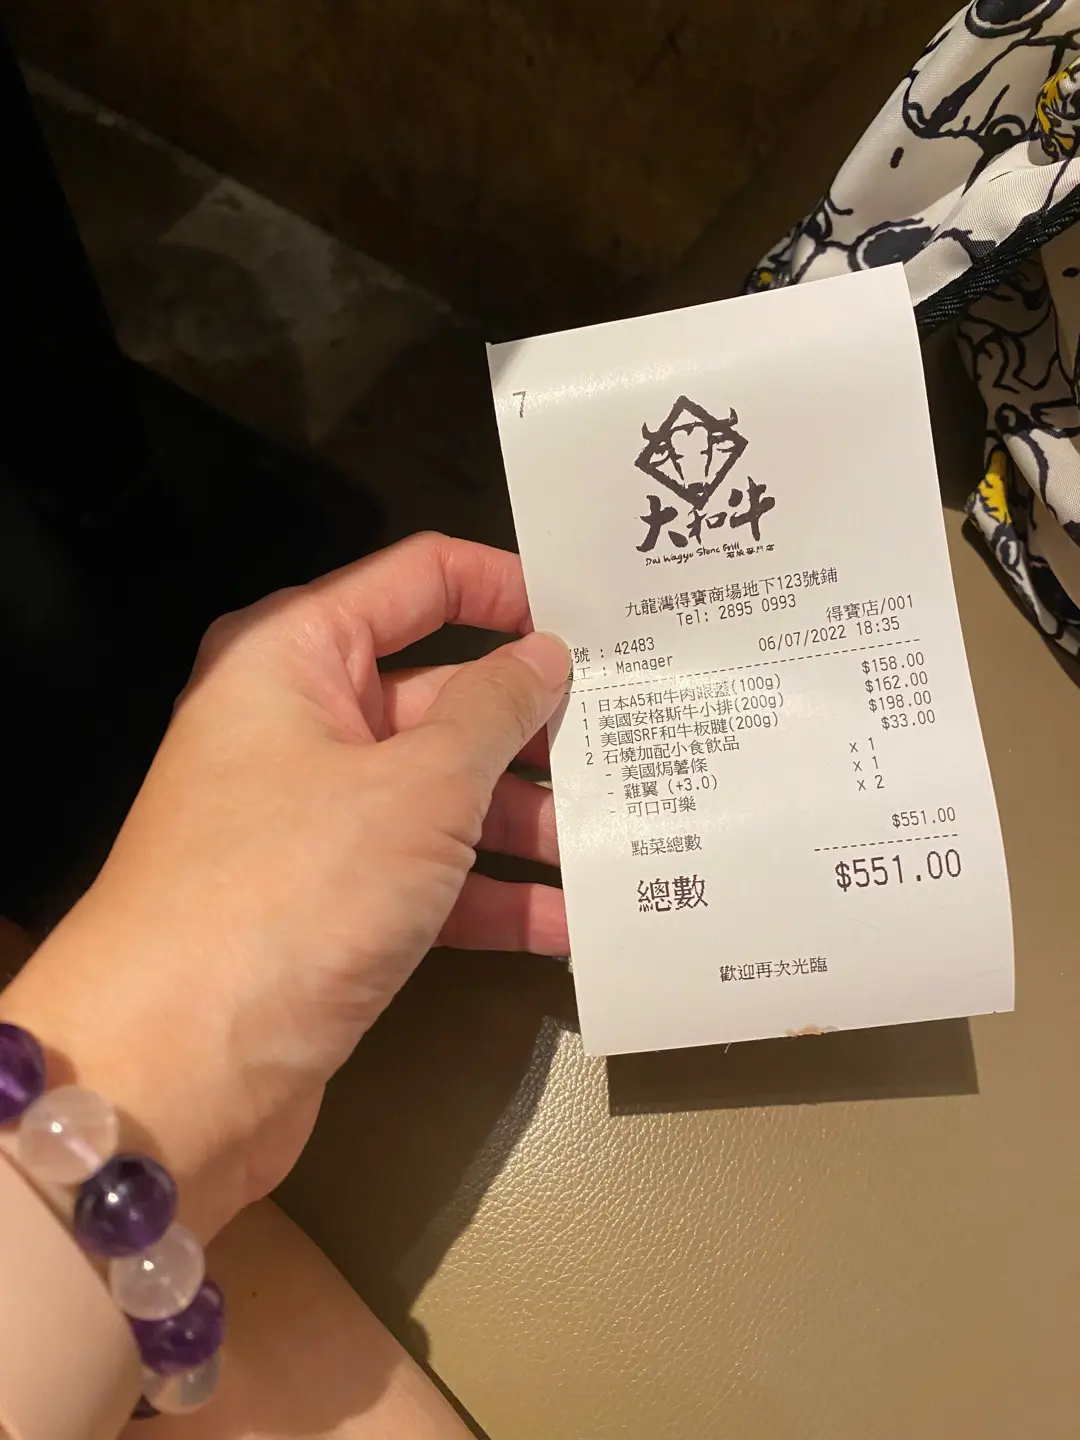 7
大和牛
Dai Wagyu Stone Grill
石燒專門店
九龍灣得寶商場地下123號鋪
Tel: 2895 0993
得寶店/001
號 : 42483 06/07/2022 18:35
工 : Manager
1 日本A5和牛肉眼蓋(100g) $158.00
1 美國安格斯牛小排(200g) $162.00
1 美國SRF和牛板腱(200g) $198.00
2 石燒加配小食飲品 $33.00
- 美國焗薯條 x 1
- 雞翼 (+3.0) x 1
- 可口可樂 x 2
點菜總數 $551.00
總數 $551.00
歡迎再次光臨